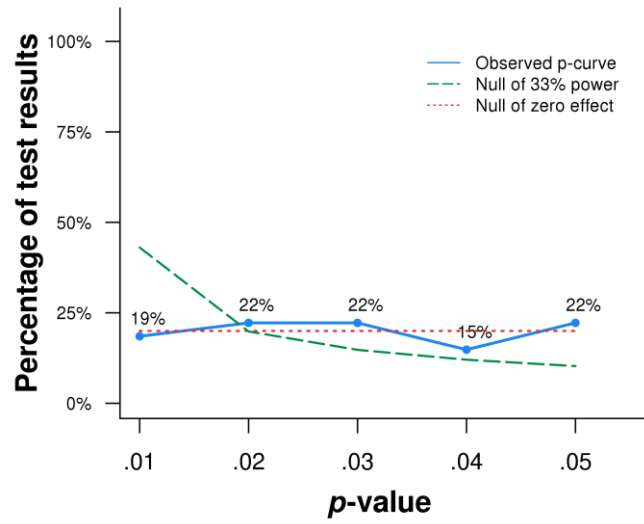 Percentage of test results
100%
75%
50%
25%
0%
Observed p-curve
Null of 33% power
Null of zero effect
19%
22%
22%
15%
22%
.01 .02 .03 .04 .05
p-value